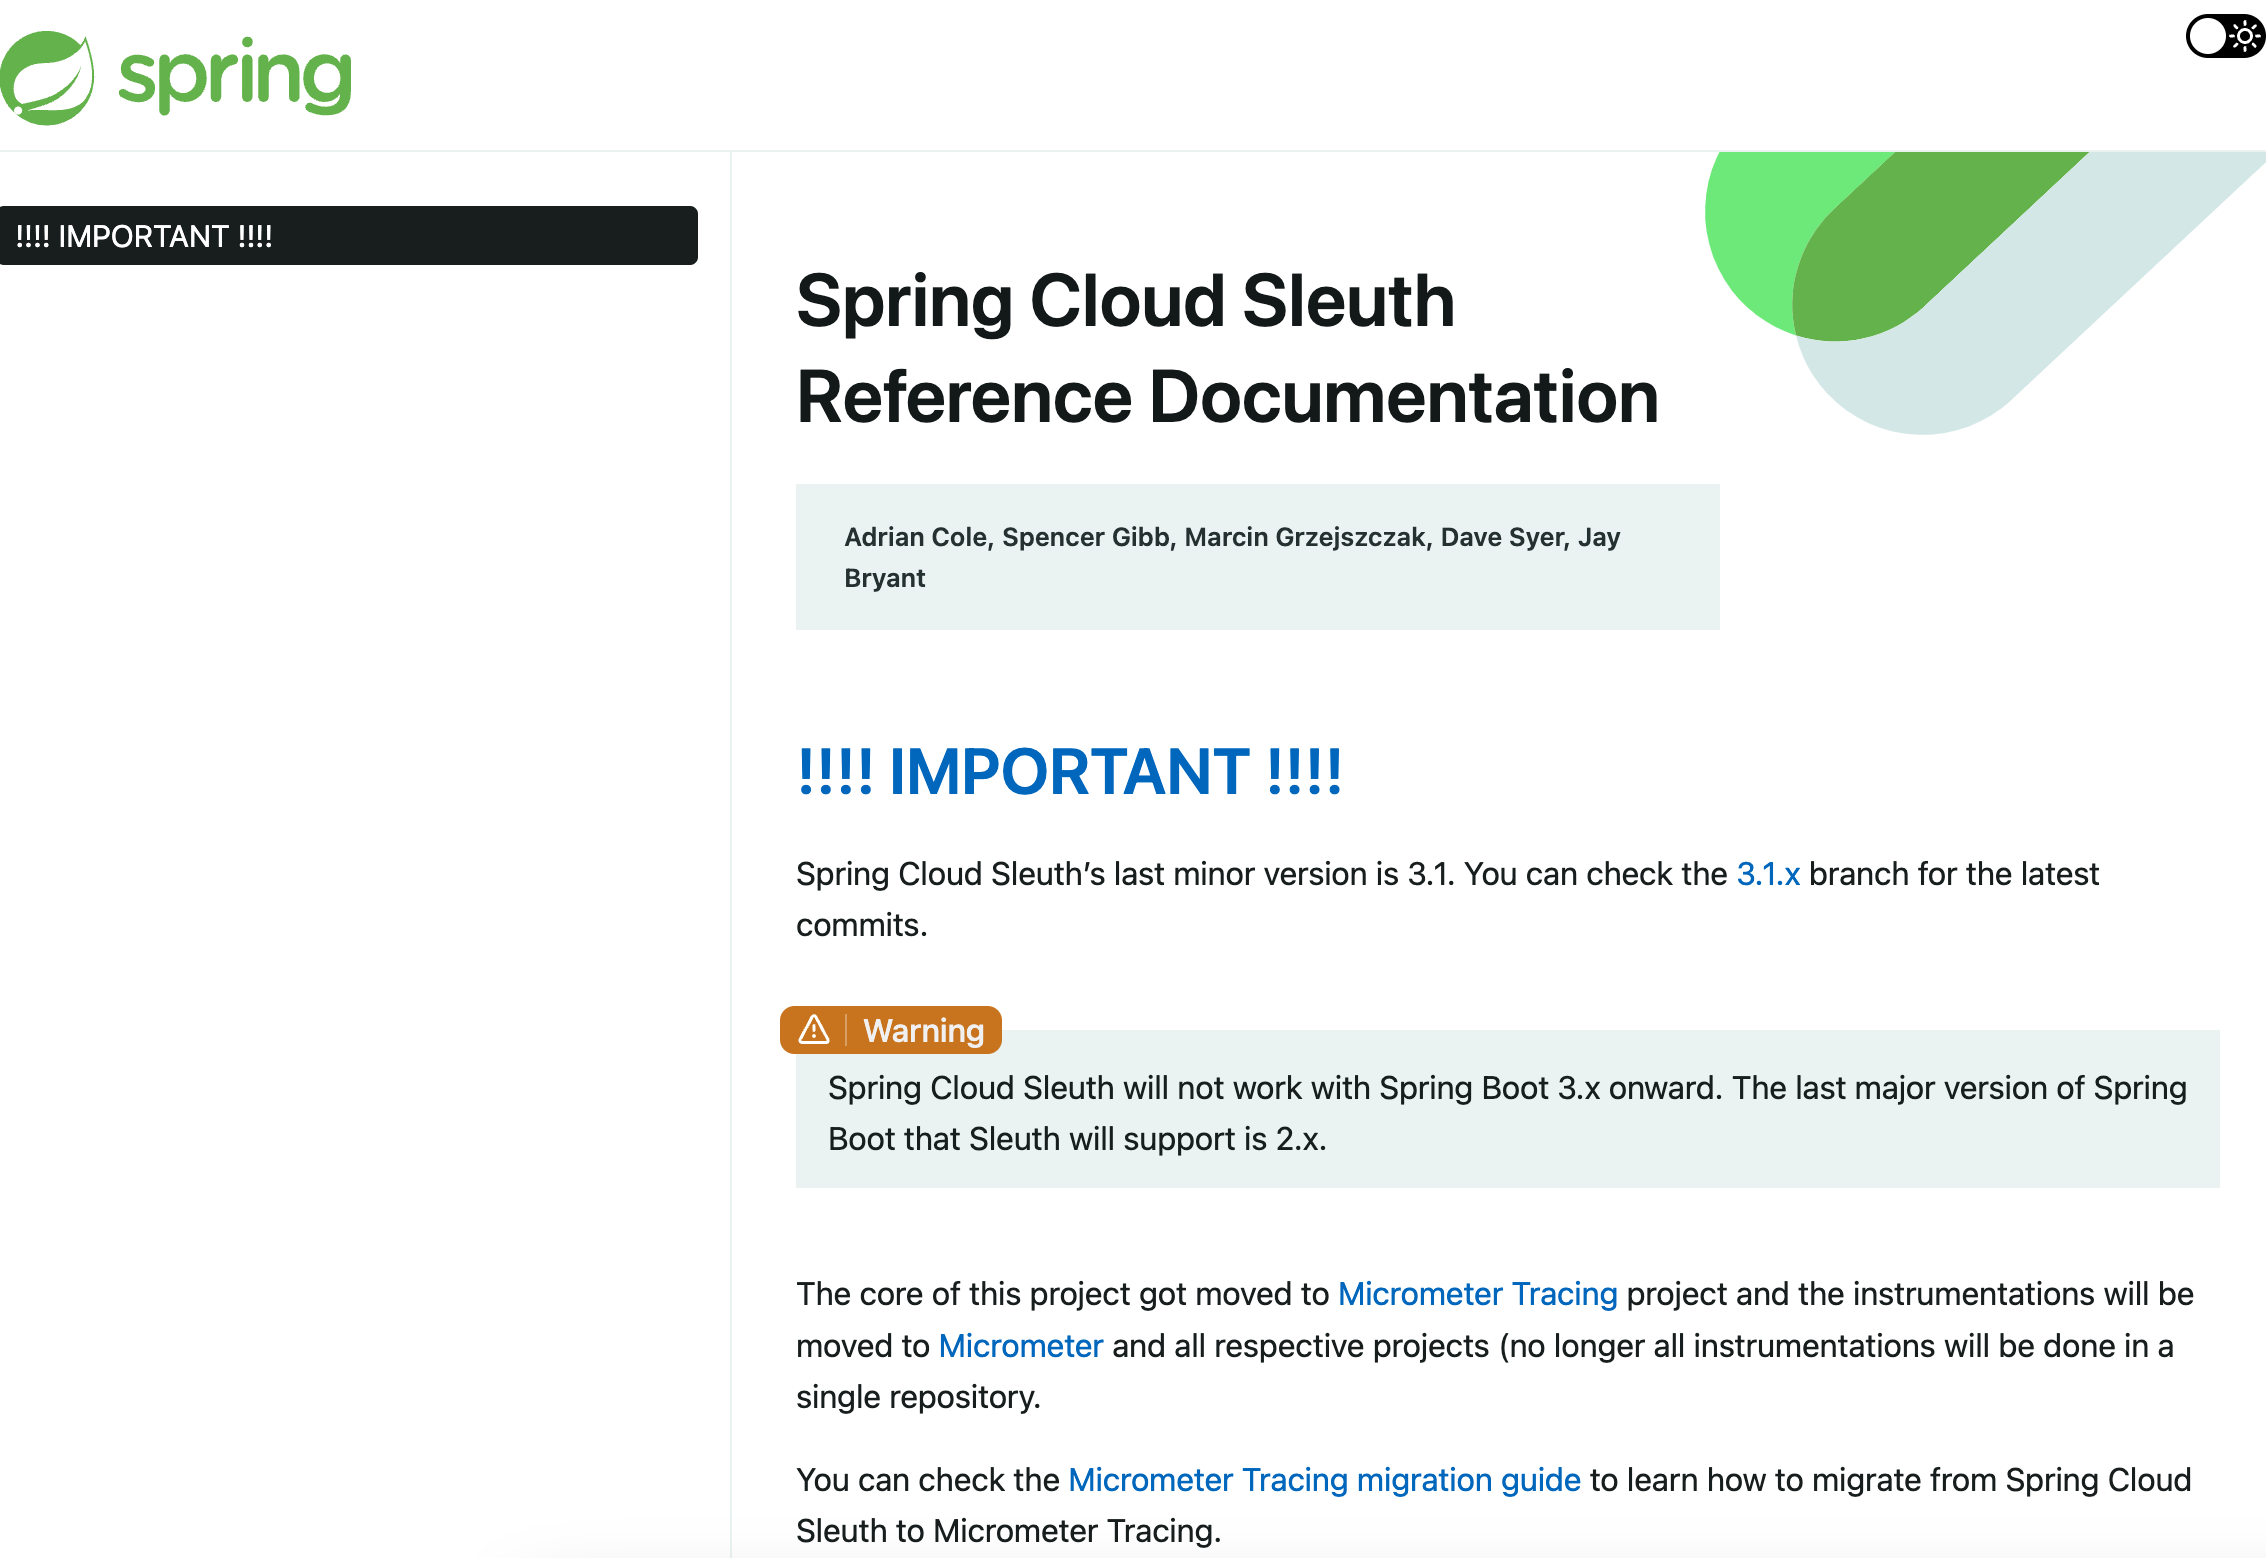 spring
!!!! IMPORTANT !!!!
Spring Cloud Sleuth
Reference Documentation
Adrian Cole, Spencer Gibb, Marcin Grzejszczak, Dave Syer, Jay
Bryant
!!!! IMPORTANT !!!!
Spring Cloud Sleuth’s last minor version is 3.1. You can check the 3.1.x branch for the latest
commits.
Warning
Spring Cloud Sleuth will not work with Spring Boot 3.x onward. The last major version of Spring
Boot that Sleuth will support is 2.x.
The core of this project got moved to Micrometer Tracing project and the instrumentations will be
moved to Micrometer and all respective projects (no longer all instrumentations will be done in a
single repository.
You can check the Micrometer Tracing migration guide to learn how to migrate from Spring Cloud
Sleuth to Micrometer Tracing.